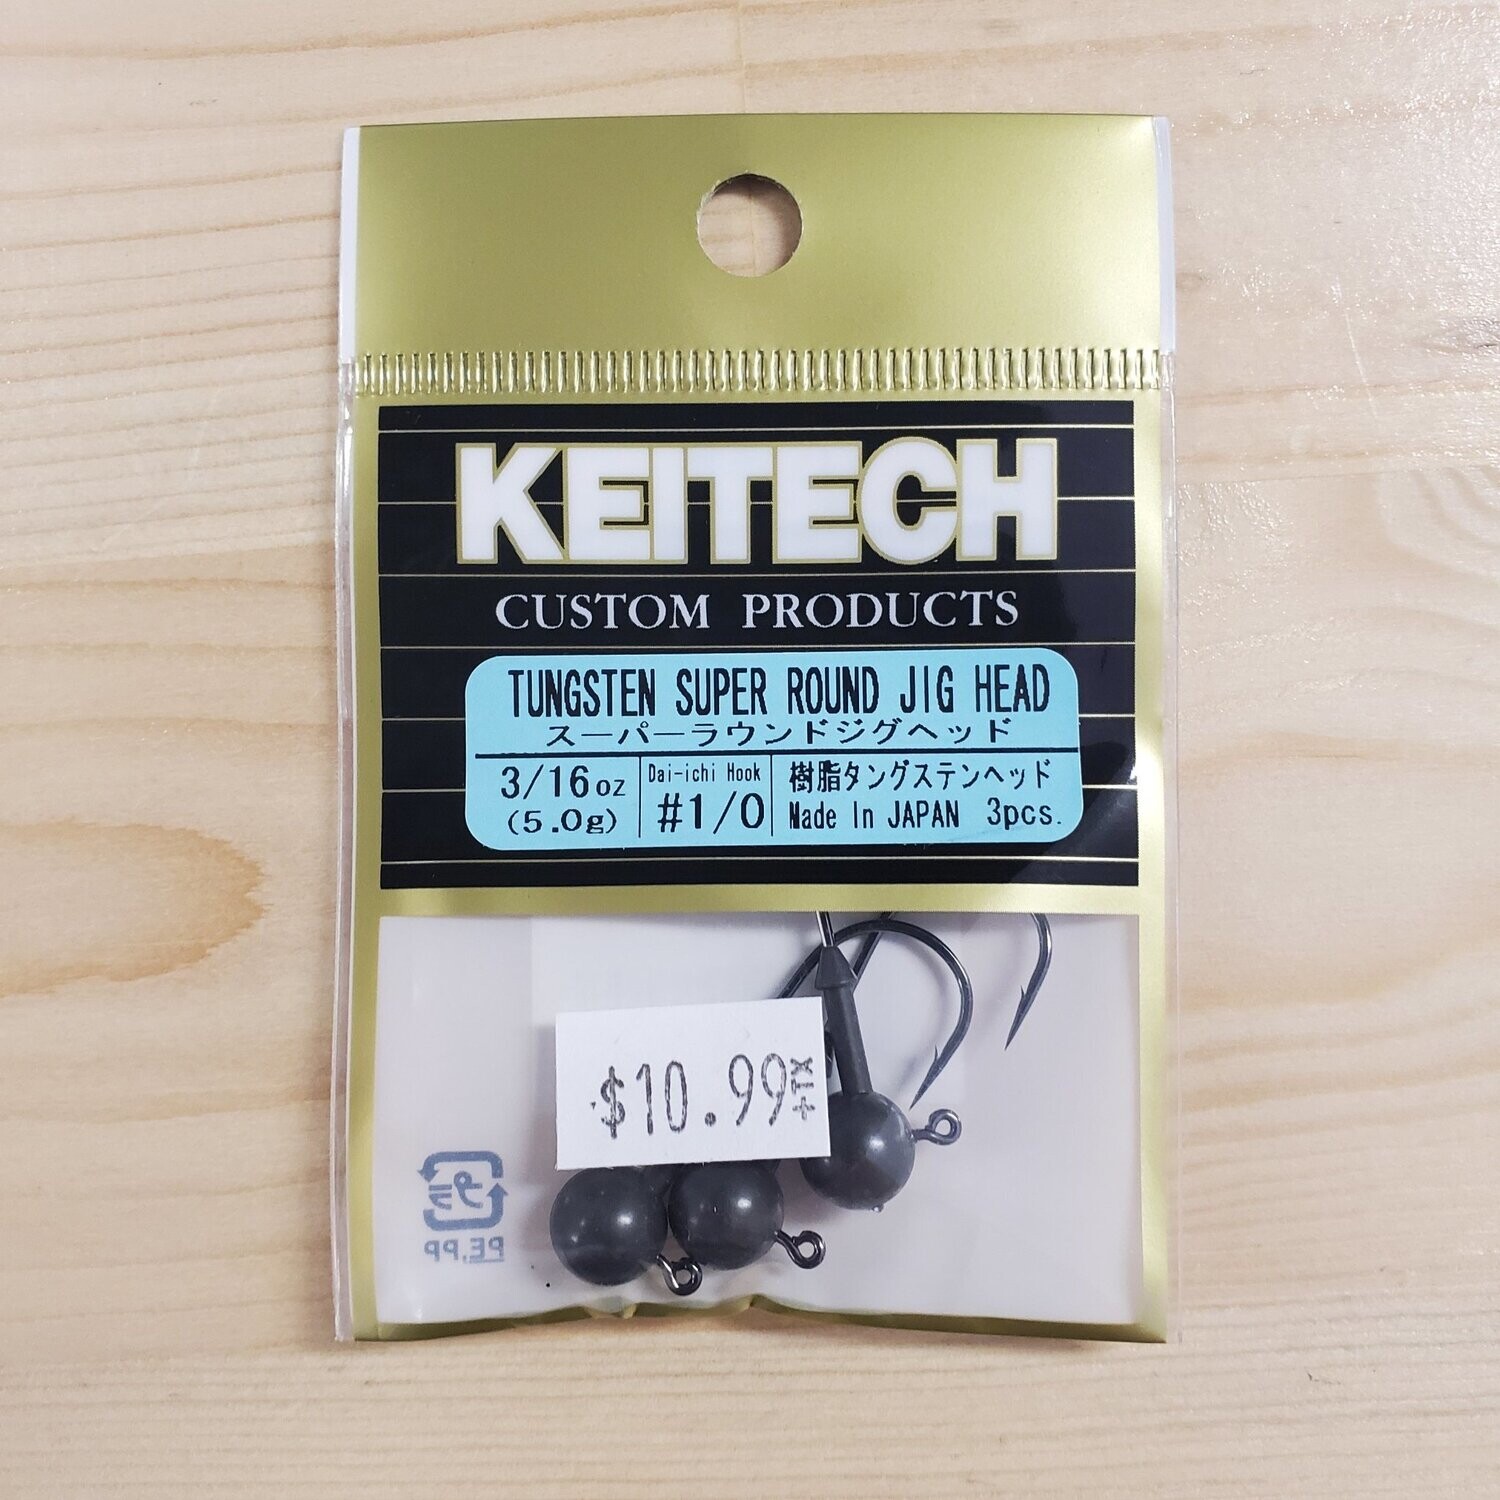 KEITECH
CUSTOM PRODUCTS
TUNGSTEN SUPER ROUND JIG HEAD
スーパーラウンドジグヘッド
3/16oz
(5.0g)
Dai-ichi Hook
#1/0
樹脂タングステンヘッド
Made In JAPAN 3pcs.
$10.99+TX
プラ
PE,PP